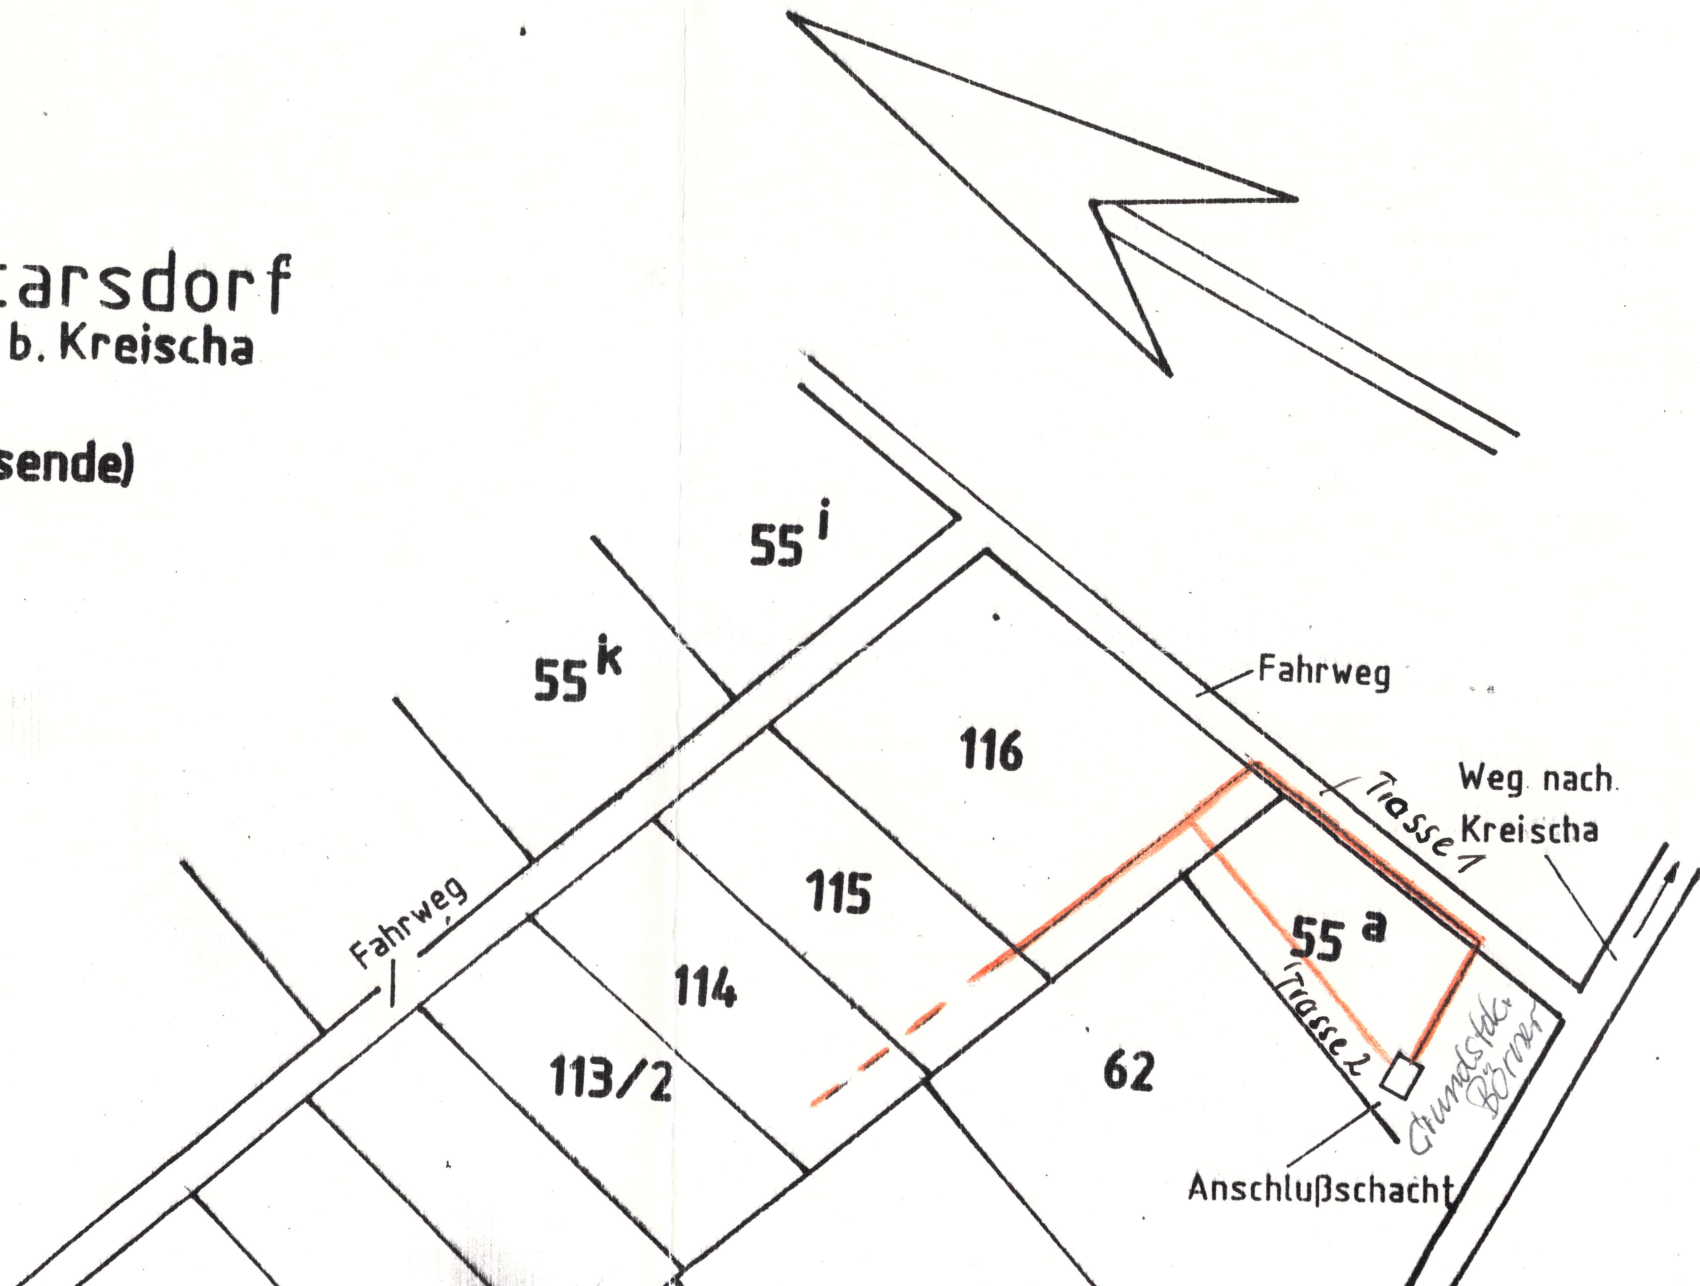 tarsdorf
b. Kreischa
sende)
55 i
55 k
Fahrweg
116
Weg nach
Kreischa
Trasse 1
115
55 a
Fahrweg
114
Trasse 2
113/2
62
Grundstck.
Börner
Anschlußschacht